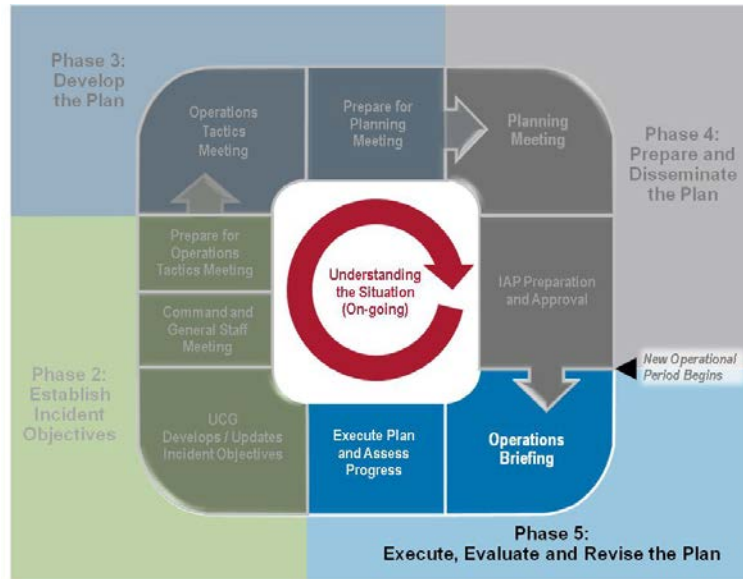 Phase 3:
Develop
the Plan
Operations
Tactics
Meeting
Prepare for
Planning
Meeting
Planning
Meeting
Phase 4:
Prepare and
Disseminate
the Plan
Prepare for
Operations
Tactics Meeting
Command and
General Staff
Meeting
Understanding
the Situation
(On-going)
IAP Preparation
and Approval
New Operational
Period Begins
Phase 2:
Establish
Incident
Objectives
UCG
Develops / Updates
Incident Objectives
Execute Plan
and Assess
Progress
Operations
Briefing
Phase 5:
Execute, Evaluate and Revise the Plan